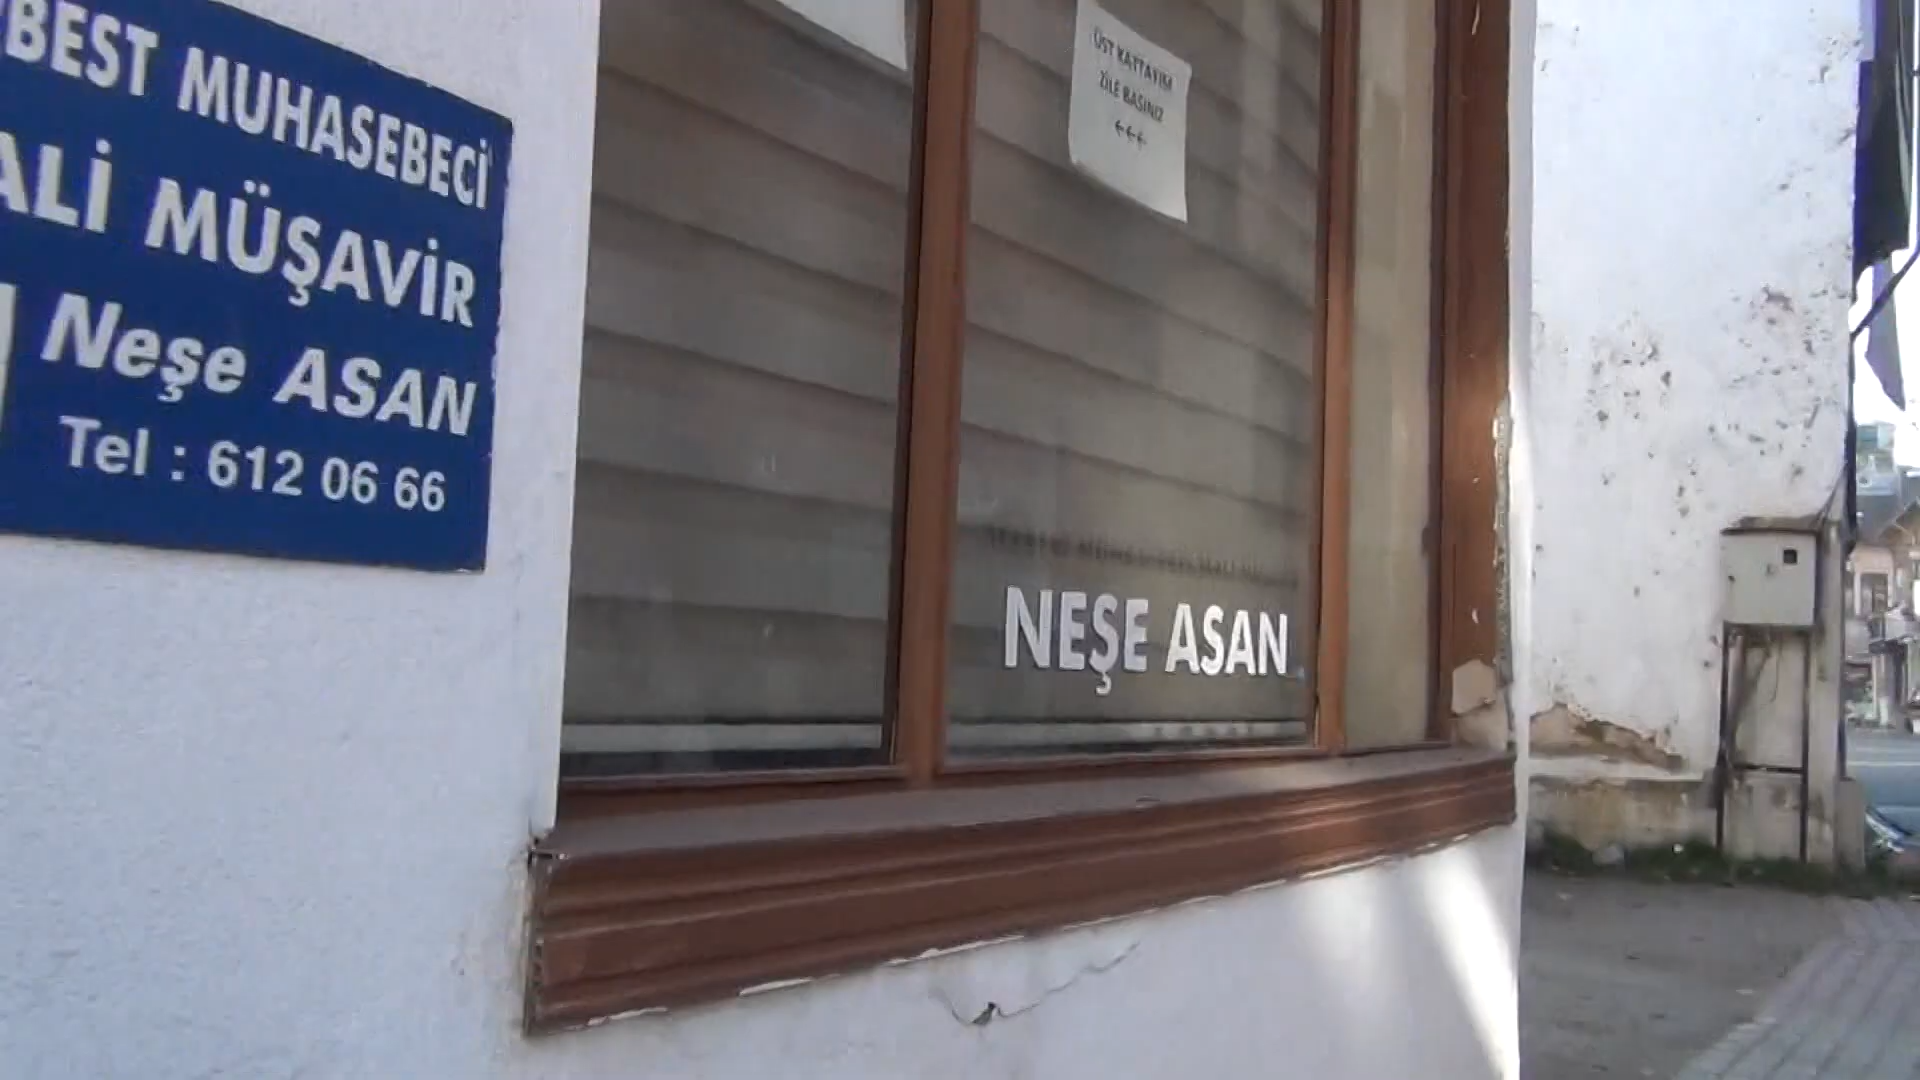 BEST MUHASEBECİ
ALİ MÜŞAVİR
Neşe ASAN
Tel : 612 06 66
ÜST KATTAYIM
ZİLE BASINIZ
←←←
NEŞE ASAN